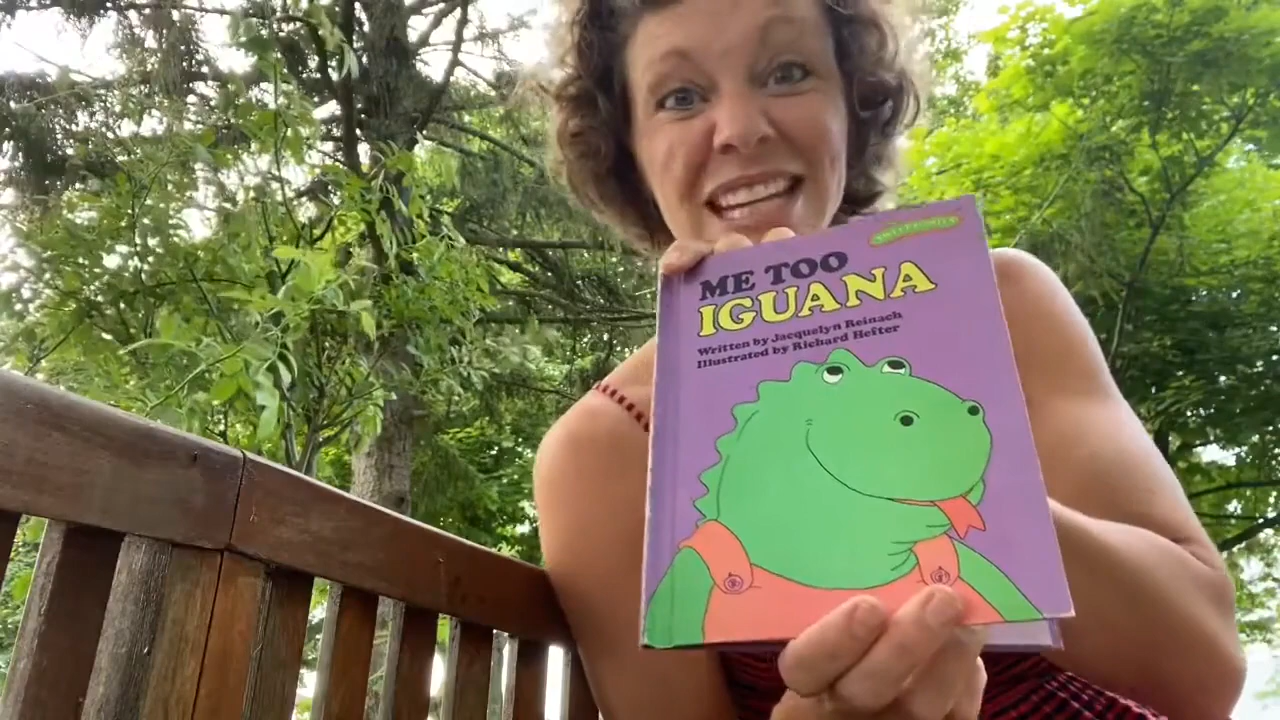 SWEET PICKLES
ME TOO
IGUANA
Written by Jacquelyn Reinach
Illustrated by Richard Hefter